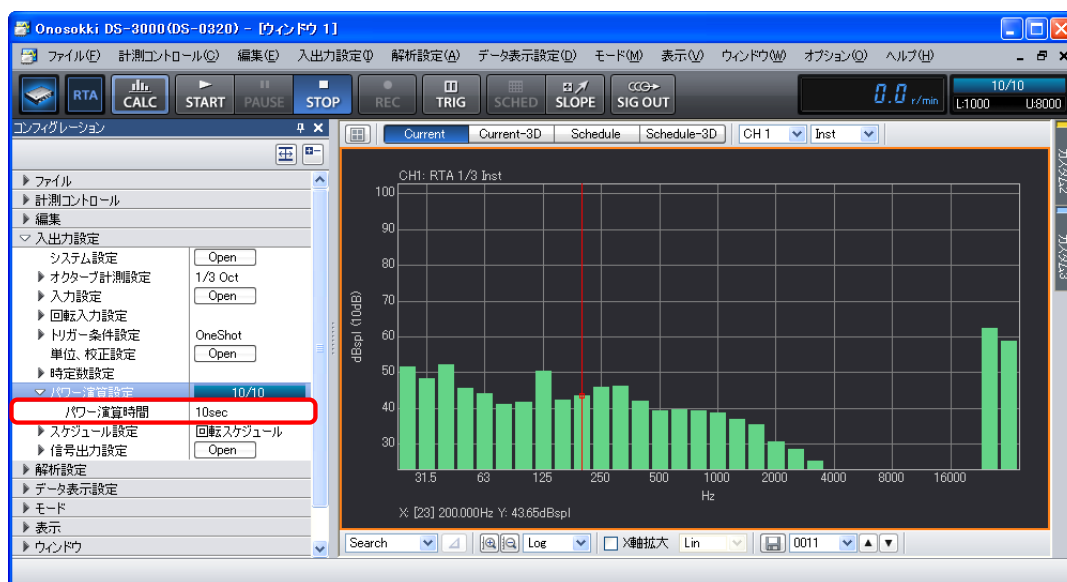 Onosokki DS-3000(DS-0320) - [ウィンドウ 1]
ファイル(F) 計測コントロール(C) 編集(E) 入出力設定(I) 解析設定(A) データ表示設定(D) モード(M) 表示(V) ウィンドウ(W) オプション(O) ヘルプ(H)
RTA CALC START PAUSE STOP REC TRIG SCHED SLOPE SIG OUT 0.0 r/min 10/10
L:1000 U:8000
コンフィグレーション
Current Current-3D Schedule Schedule-3D CH 1 Inst
カスタム2
カスタム3
ファイル
計測コントロール
編集
入出力設定
システム設定 Open
オクターブ計測設定 1/3 Oct
入力設定 Open
回転入力設定
トリガー条件設定 OneShot
単位、校正設定 Open
時定数設定
パワー演算設定 10/10
パワー演算時間 10sec
スケジュール設定 回転スケジュール
信号出力設定 Open
解析設定
データ表示設定
モード
表示
ウィンドウ
CH1: RTA 1/3 Inst
100
90
80
70
60
50
40
30
dBspl (10dB)
31.5 63 125 250 500 1000 2000 4000 8000 16000
Hz
X: [23] 200.000Hz Y: 43.65dBspl
Search Log X軸拡大 Lin 0011